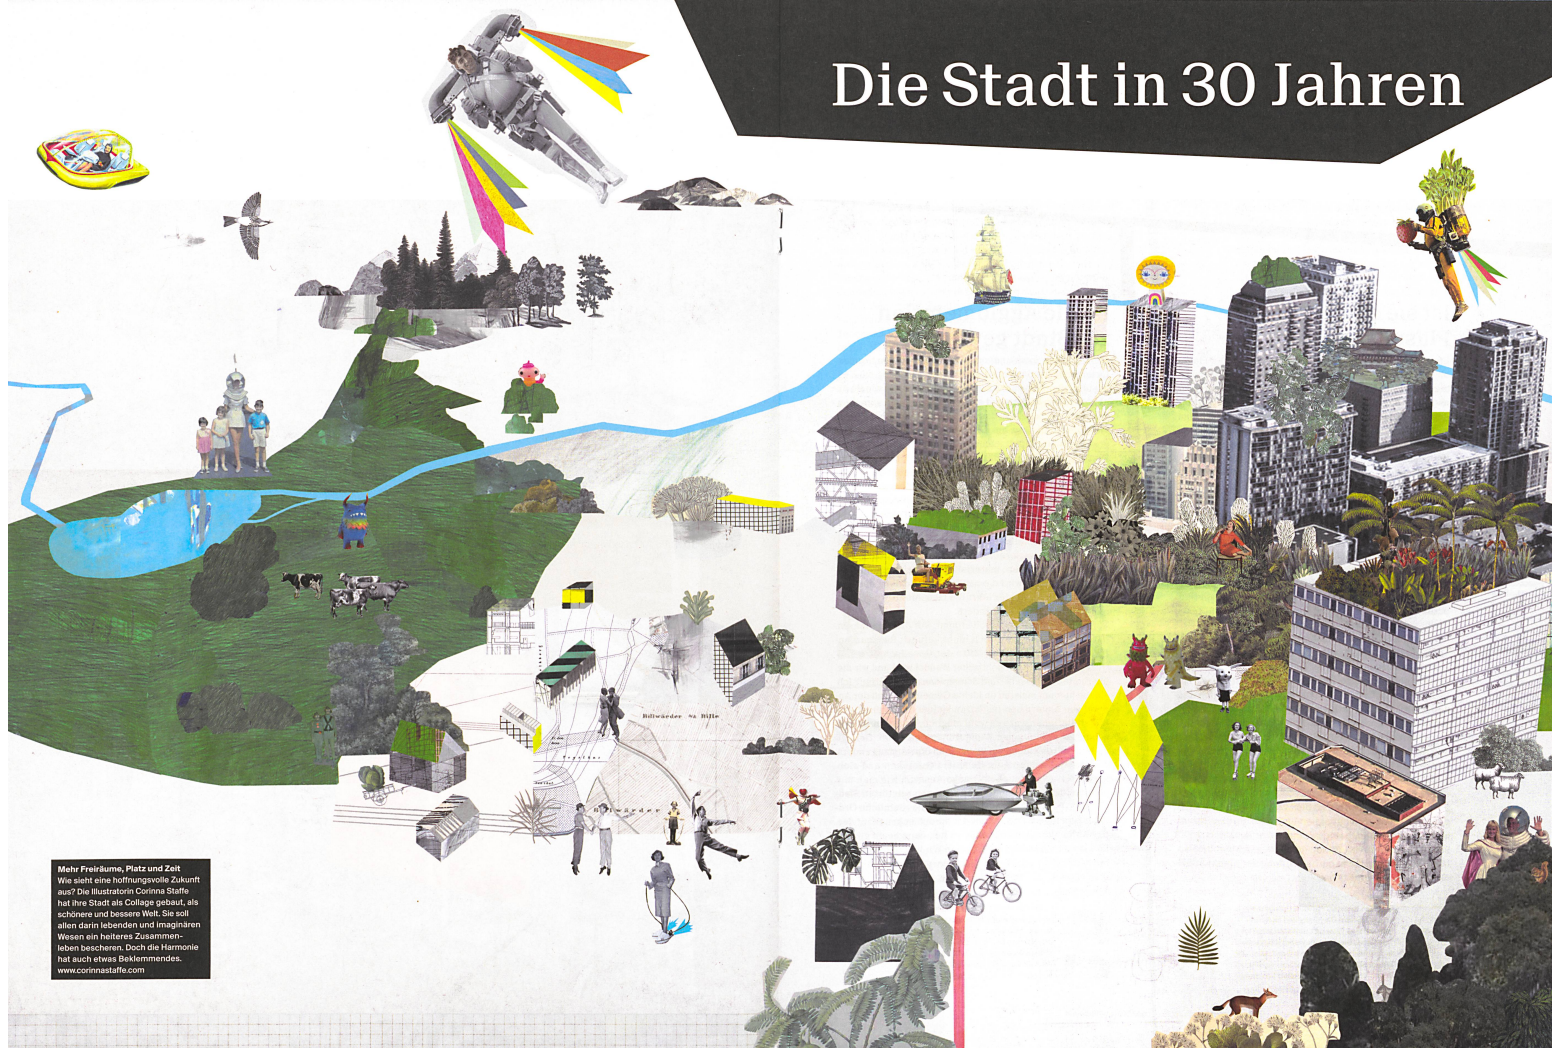 Die Stadt in 30 Jahren
Billwärder
Mehr Freiräume, Platz und Zeit
Wie sieht eine hoffnungsvolle Zukunft
aus? Die Illustratorin Corinna Staffe
hat ihre Stadt als Collage gebaut, als
schönere und bessere Welt. Sie soll
allen darin lebenden und imaginären
Wesen ein heiteres Zusammen-
leben bescheren. Doch die Harmonie
hat auch etwas Beklemmendes.
www.corinnastaffe.com